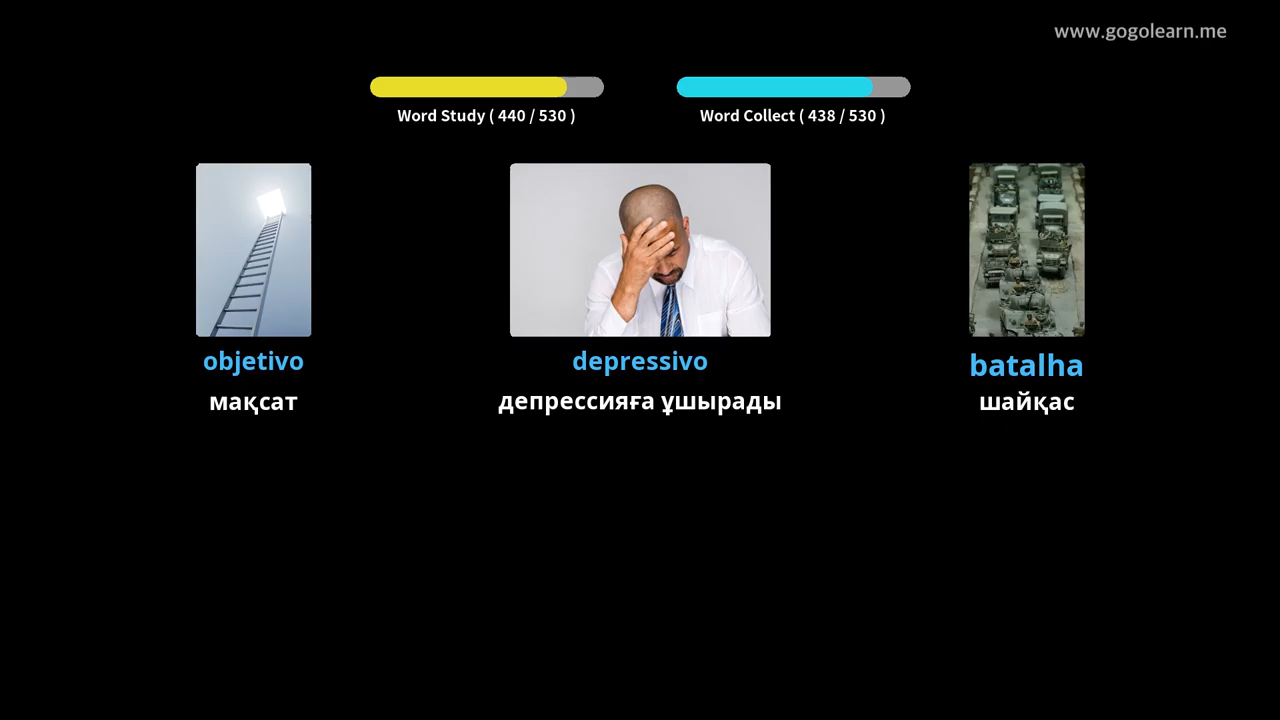 www.gogolearn.me
Word Study ( 440 / 530 )
Word Collect ( 438 / 530 )
objetivo
мақсат
depressivo
депрессияға ұшырады
batalha
шайқас